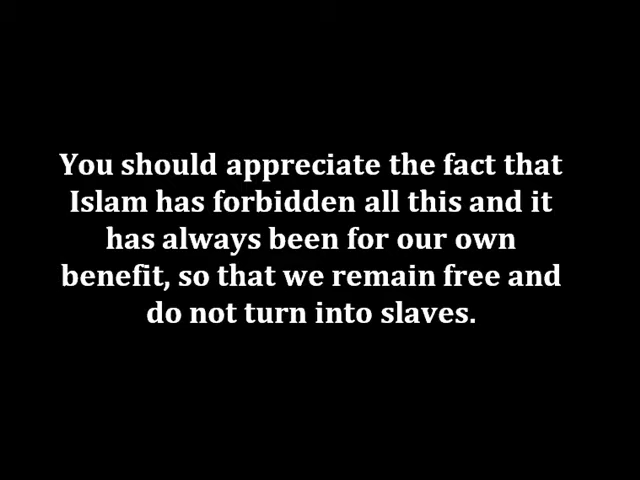 You should appreciate the fact that
Islam has forbidden all this and it
has always been for our own
benefit, so that we remain free and
do not turn into slaves.